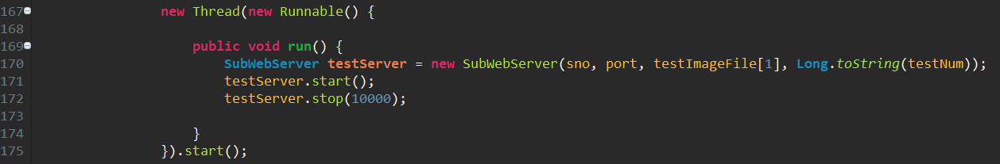 167 new Thread(new Runnable() {
168
169 public void run() {
170 SubWebServer testServer = new SubWebServer(sno, port, testImageFile[1], Long.toString(testNum));
171 testServer.start();
172 testServer.stop(10000);
173
174 }
175 }).start();